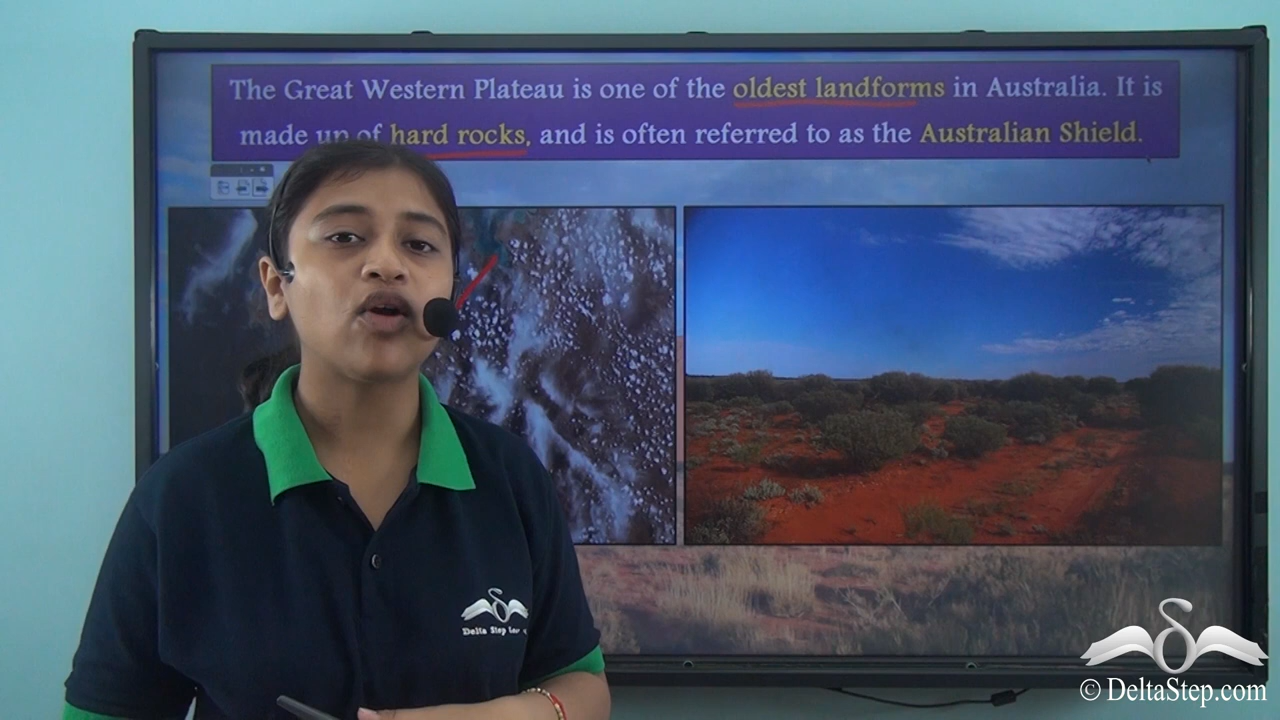 The Great Western Plateau is one of the oldest landforms in Australia. It is
made up of hard rocks, and is often referred to as the Australian Shield.
Delta Step
© DeltaStep.com